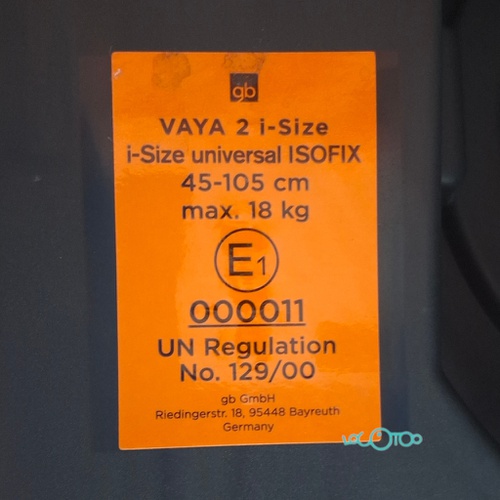 gb
VAYA 2 i-Size
i-Size universal ISOFIX
45-105 cm
max. 18 kg
E1
000011
UN Regulation
No. 129/00
gb GmbH
Riedingerstr. 18, 95448 Bayreuth
Germany
LOCOTOO